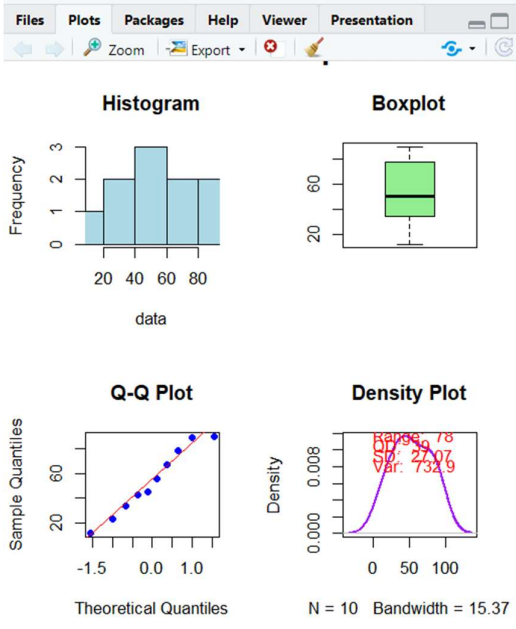 Files Plots Packages Help Viewer Presentation
Zoom Export
Histogram
Frequency
0 1 2 3
20 40 60 80
data
Boxplot
20 60
Q-Q Plot
Sample Quantiles
20 60
-1.5 0.0 1.0
Theoretical Quantiles
Density Plot
Density
0.000 0.008
Range: 78
QD: 39
SD: 27.07
Var: 732.9
0 50 100
N = 10 Bandwidth = 15.37